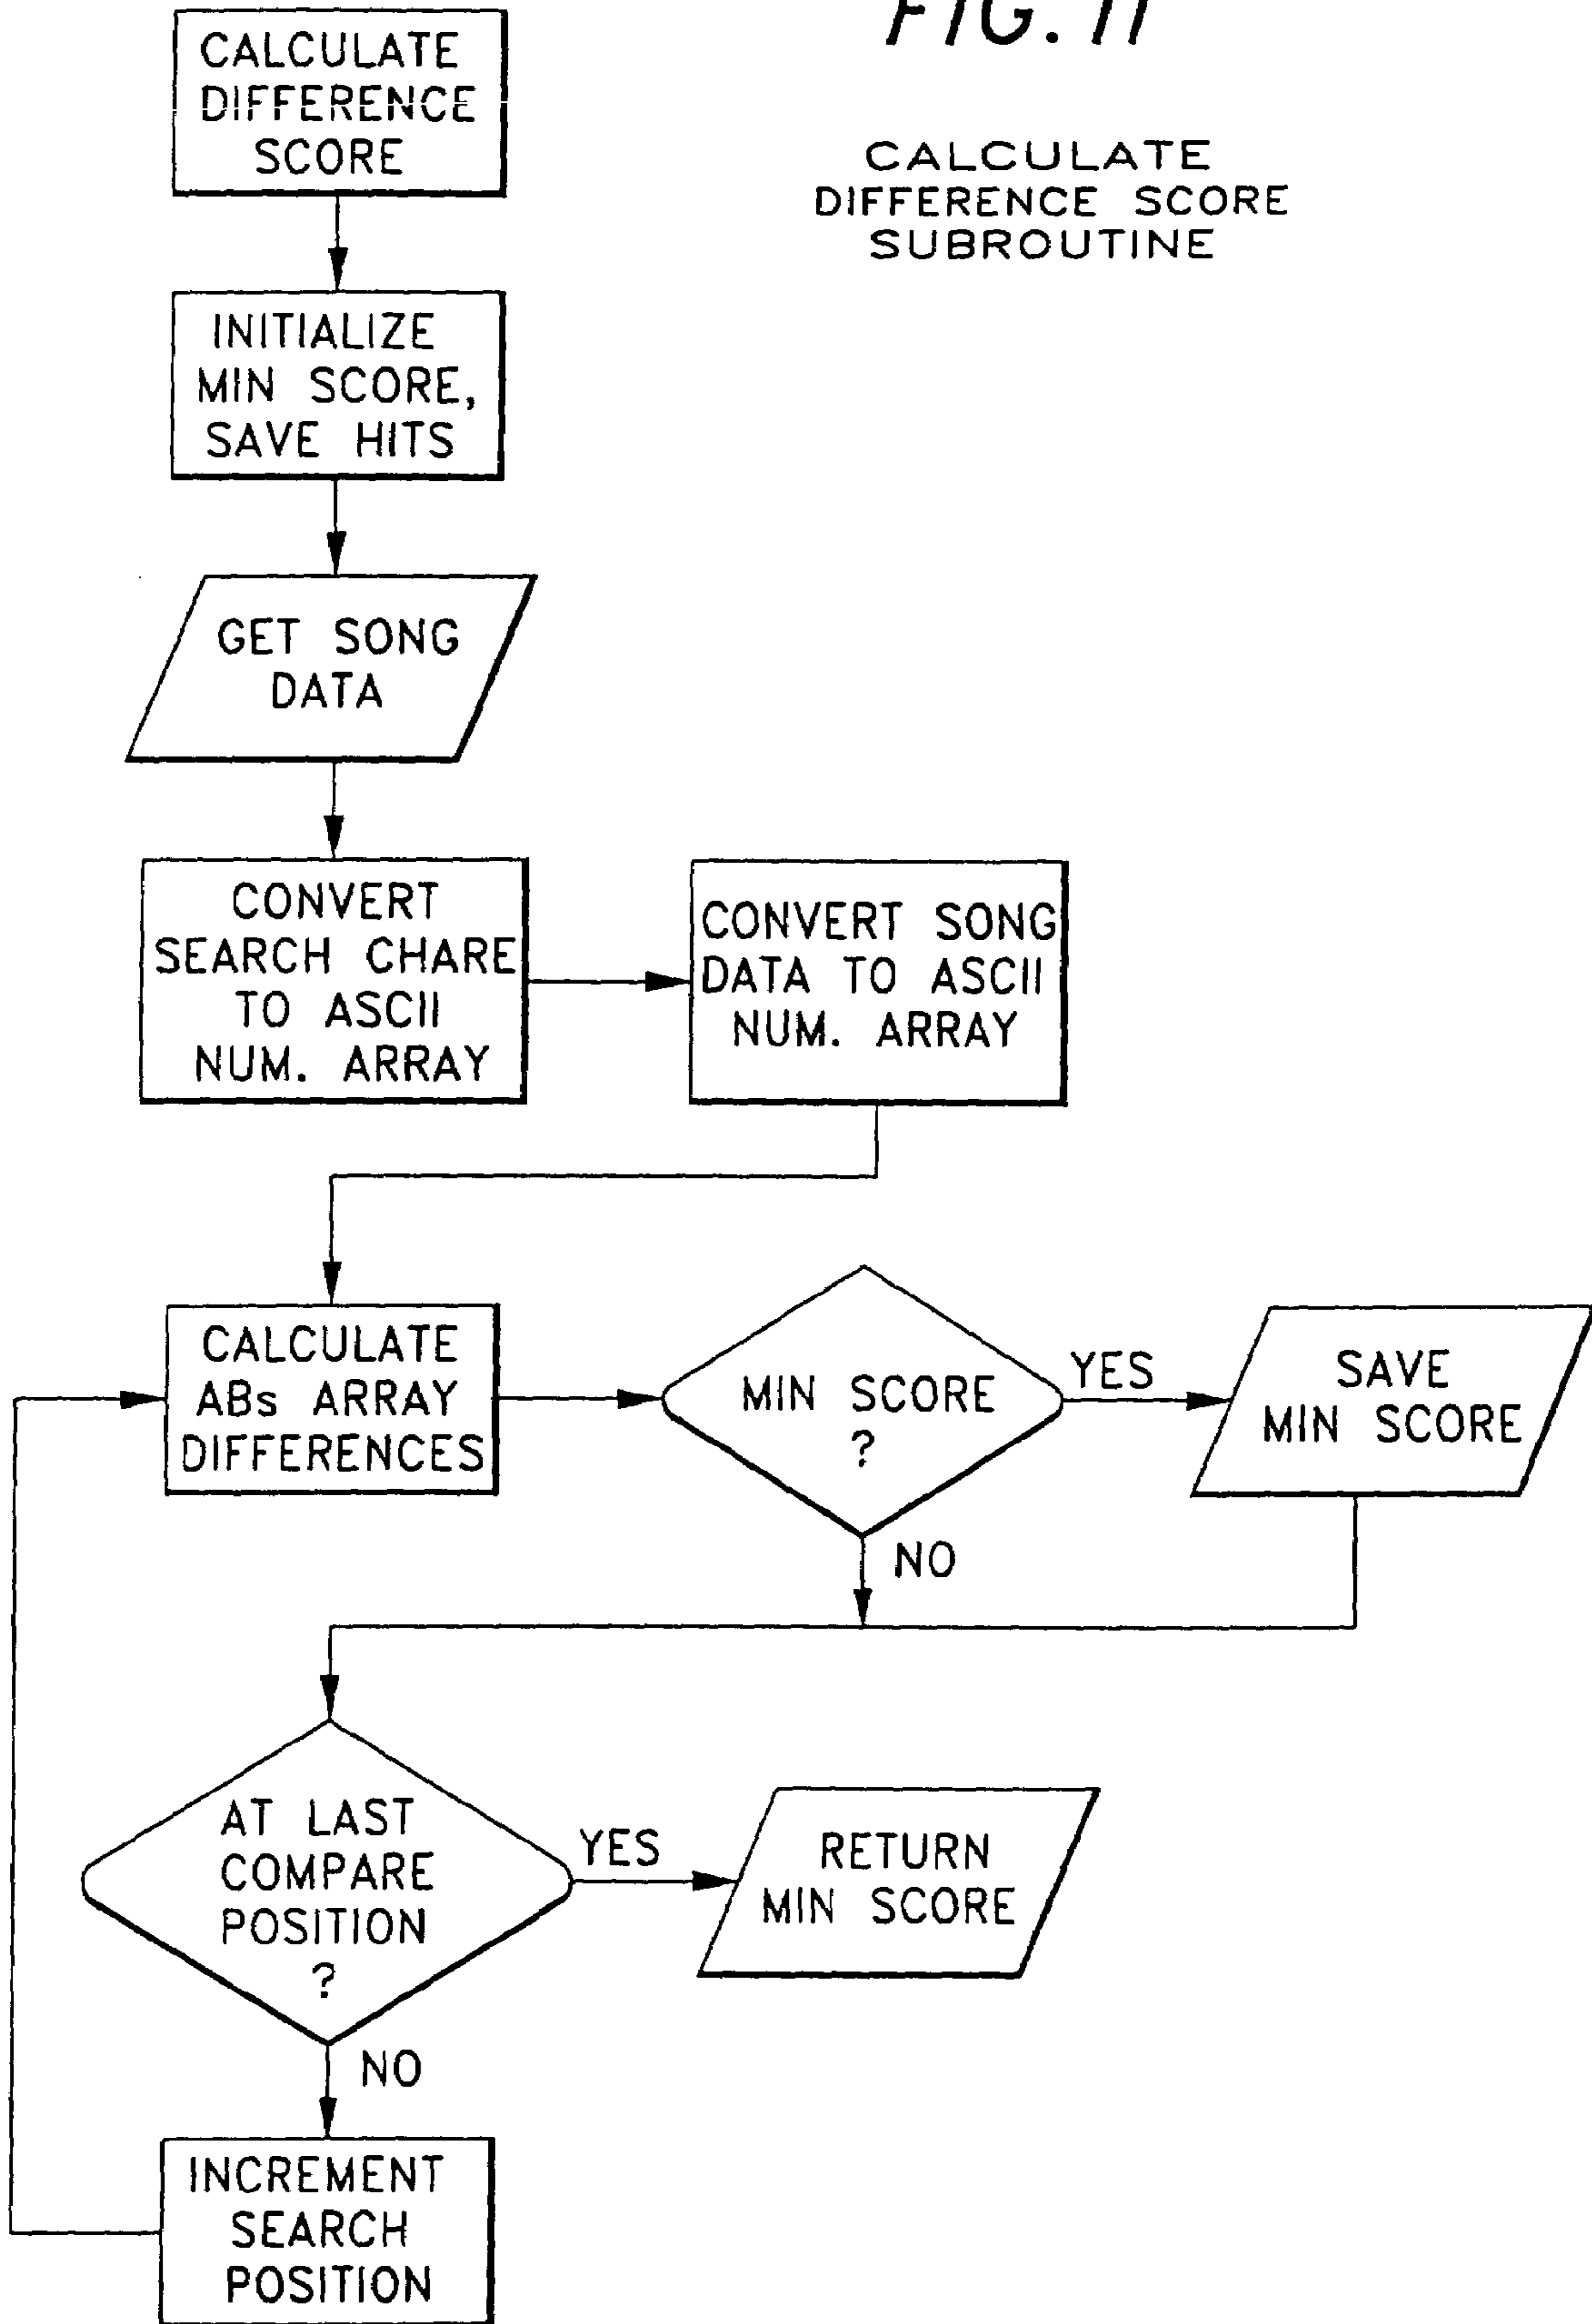 FIG. 11
CALCULATE
DIFFERENCE SCORE
SUBROUTINE
CALCULATE
DIFFERENCE
SCORE
INITIALIZE
MIN SCORE,
SAVE HITS
GET SONG
DATA
CONVERT
SEARCH CHARE
TO ASCII
NUM. ARRAY
CONVERT SONG
DATA TO ASCII
NUM. ARRAY
CALCULATE
ABs ARRAY
DIFFERENCES
MIN SCORE
?
YES
SAVE
MIN SCORE
NO
AT LAST
COMPARE
POSITION
?
YES
RETURN
MIN SCORE
NO
INCREMENT
SEARCH
POSITION